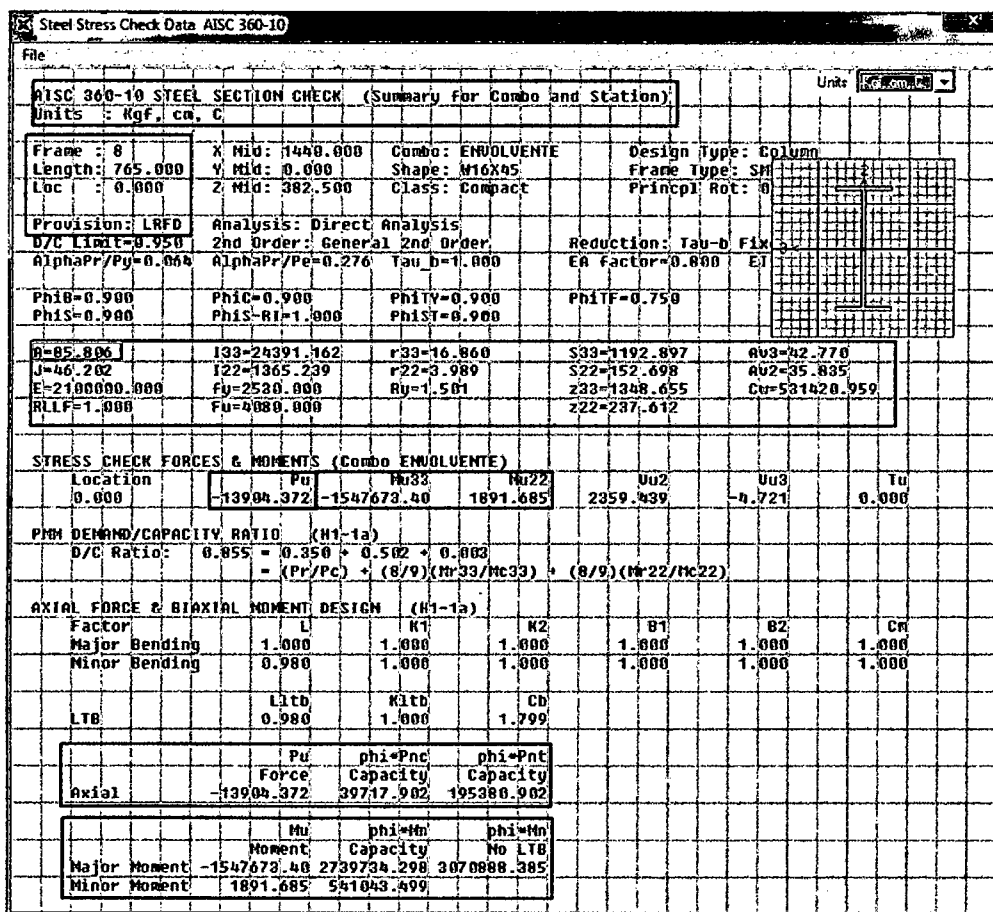 Steel Stress Check Data AISC 360-10
File
Units Kgf, cm, C
AISC 360-10 STEEL SECTION CHECK (Summary for Combo and Station)
Units : Kgf, cm, C
Frame : 8 X Mid: 1440.000 Combo: ENVOLVENTE Design Type: Column
Length: 765.000 Y Mid: 0.000 Shape: W16X45 Frame Type: SM
Loc : 0.000 Z Mid: 382.500 Class: Compact Princpl Rot: 0
Provision: LRFD Analysis: Direct Analysis
D/C Limit=0.950 2nd Order: General 2nd Order Reduction: Tau-b Fix
AlphaPr/Py=0.064 AlphaPr/Pe=0.276 Tau_b=1.000 EA factor=0.800 EI
PhiB=0.900 PhiC=0.900 PhiTY=0.900 PhiTF=0.750
PhiS=0.900 PhiS-RI=1.000 PhiST=0.900
A=85.806 I33=24391.162 r33=16.860 S33=1192.897 Av3=42.770
J=46.202 I22=1365.239 r22=3.989 S22=152.698 Av2=35.835
E=2100000.000 Fy=2530.000 Ry=1.501 z33=1348.655 Cw=531420.959
RLLF=1.000 Fu=4080.000 z22=237.612
STRESS CHECK FORCES & MOMENTS (Combo ENVOLVENTE)
Location Pu Mu33 Mu22 Vu2 Vu3 Tu
0.000 -13904.372 -1547673.40 1891.685 2359.439 -4.721 0.000
PMM DEMAND/CAPACITY RATIO (H1-1a)
D/C Ratio: 0.855 = 0.350 + 0.502 + 0.003
= (Pr/Pc) + (8/9)(Mr33/Mc33) + (8/9)(Mr22/Mc22)
AXIAL FORCE & BIAXIAL MOMENT DESIGN (H1-1a)
Factor L K1 K2 B1 B2 Cm
Major Bending 1.000 1.000 1.000 1.000 1.000 1.000
Minor Bending 0.980 1.000 1.000 1.000 1.000 1.000
Lltb Kltb Cb
LTB 0.980 1.000 1.799
Pu phi*Pnc phi*Pnt
Force Capacity Capacity
Axial -13904.372 39717.902 195380.902
Mu phi*Mn phi*Mn
Moment Capacity No LTB
Major Moment -1547673.40 2739734.298 3070888.385
Minor Moment 1891.685 541043.499